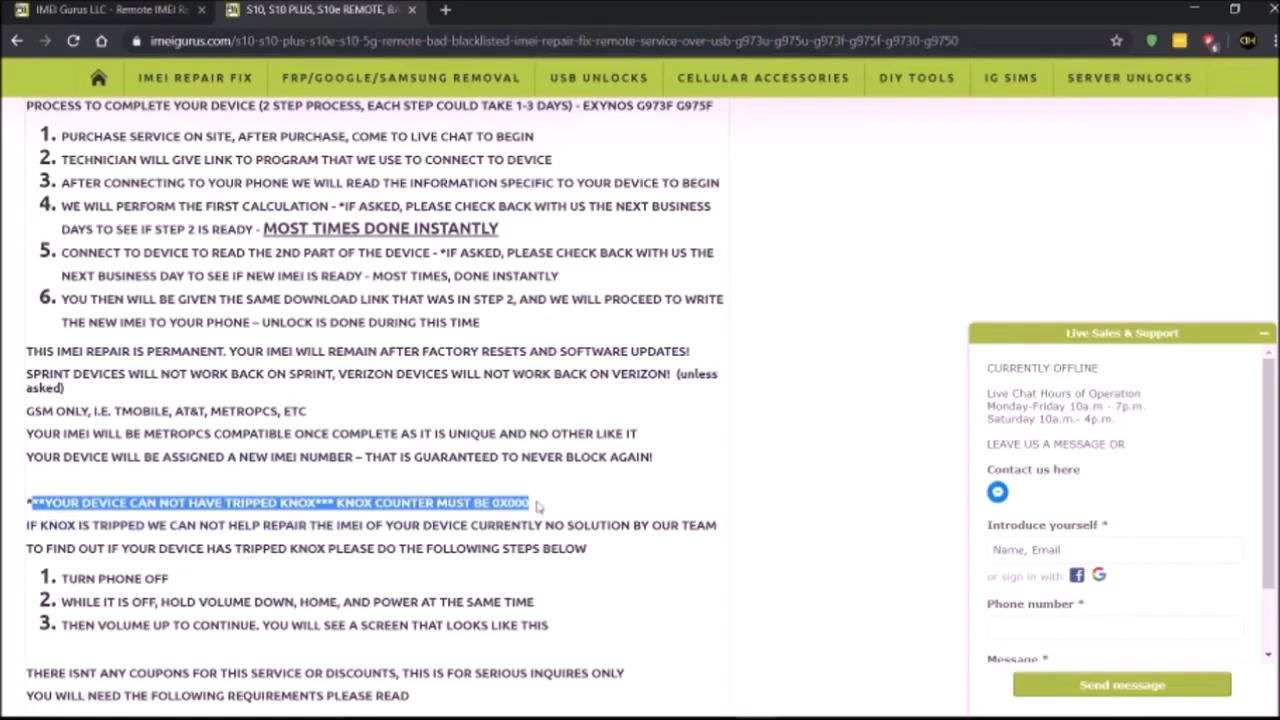 IMEI Gurus LLC - Remote IMEI Re
S10, S10 PLUS, S10e REMOTE, BA
imeigurus.com/s10-s10-plus-s10e-s10-5g-remote-bad-blacklisted-imei-repair-fix-remote-service-over-usb-g973u-g975u-g973f-g975f-g9730-g9750
IMEI REPAIR FIX FRP/GOOGLE/SAMSUNG REMOVAL USB UNLOCKS CELLULAR ACCESSORIES DIY TOOLS IG SIMS SERVER UNLOCKS
PROCESS TO COMPLETE YOUR DEVICE (2 STEP PROCESS, EACH STEP COULD TAKE 1-3 DAYS) - EXYNOS G973F G975F
1. PURCHASE SERVICE ON SITE, AFTER PURCHASE, COME TO LIVE CHAT TO BEGIN
2. TECHNICIAN WILL GIVE LINK TO PROGRAM THAT WE USE TO CONNECT TO DEVICE
3. AFTER CONNECTING TO YOUR PHONE WE WILL READ THE INFORMATION SPECIFIC TO YOUR DEVICE TO BEGIN
4. WE WILL PERFORM THE FIRST CALCULATION - *IF ASKED, PLEASE CHECK BACK WITH US THE NEXT BUSINESS
DAYS TO SEE IF STEP 2 IS READY - MOST TIMES DONE INSTANTLY
5. CONNECT TO DEVICE TO READ THE 2ND PART OF THE DEVICE - *IF ASKED, PLEASE CHECK BACK WITH US THE
NEXT BUSINESS DAY TO SEE IF NEW IMEI IS READY - MOST TIMES, DONE INSTANTLY
6. YOU THEN WILL BE GIVEN THE SAME DOWNLOAD LINK THAT WAS IN STEP 2, AND WE WILL PROCEED TO WRITE
THE NEW IMEI TO YOUR PHONE – UNLOCK IS DONE DURING THIS TIME
THIS IMEI REPAIR IS PERMANENT. YOUR IMEI WILL REMAIN AFTER FACTORY RESETS AND SOFTWARE UPDATES!
SPRINT DEVICES WILL NOT WORK BACK ON SPRINT, VERIZON DEVICES WILL NOT WORK BACK ON VERIZON! (unless
asked)
GSM ONLY, I.E. TMOBILE, AT&T, METROPCS, ETC
YOUR IMEI WILL BE METROPCS COMPATIBLE ONCE COMPLETE AS IT IS UNIQUE AND NO OTHER LIKE IT
YOUR DEVICE WILL BE ASSIGNED A NEW IMEI NUMBER – THAT IS GUARANTEED TO NEVER BLOCK AGAIN!
***YOUR DEVICE CAN NOT HAVE TRIPPED KNOX*** KNOX COUNTER MUST BE 0X000
IF KNOX IS TRIPPED WE CAN NOT HELP REPAIR THE IMEI OF YOUR DEVICE CURRENTLY NO SOLUTION BY OUR TEAM
TO FIND OUT IF YOUR DEVICE HAS TRIPPED KNOX PLEASE DO THE FOLLOWING STEPS BELOW
1. TURN PHONE OFF
2. WHILE IT IS OFF, HOLD VOLUME DOWN, HOME, AND POWER AT THE SAME TIME
3. THEN VOLUME UP TO CONTINUE. YOU WILL SEE A SCREEN THAT LOOKS LIKE THIS
THERE ISNT ANY COUPONS FOR THIS SERVICE OR DISCOUNTS, THIS IS FOR SERIOUS INQUIRES ONLY
YOU WILL NEED THE FOLLOWING REQUIREMENTS PLEASE READ
Live Sales & Support
CURRENTLY OFFLINE
Live Chat Hours of Operation
Monday-Friday 10a.m - 7p.m.
Saturday 10a.m.- 4p.m.
LEAVE US A MESSAGE OR
Contact us here
Introduce yourself *
Name, Email
or sign in with
Phone number *
Message *
Send message